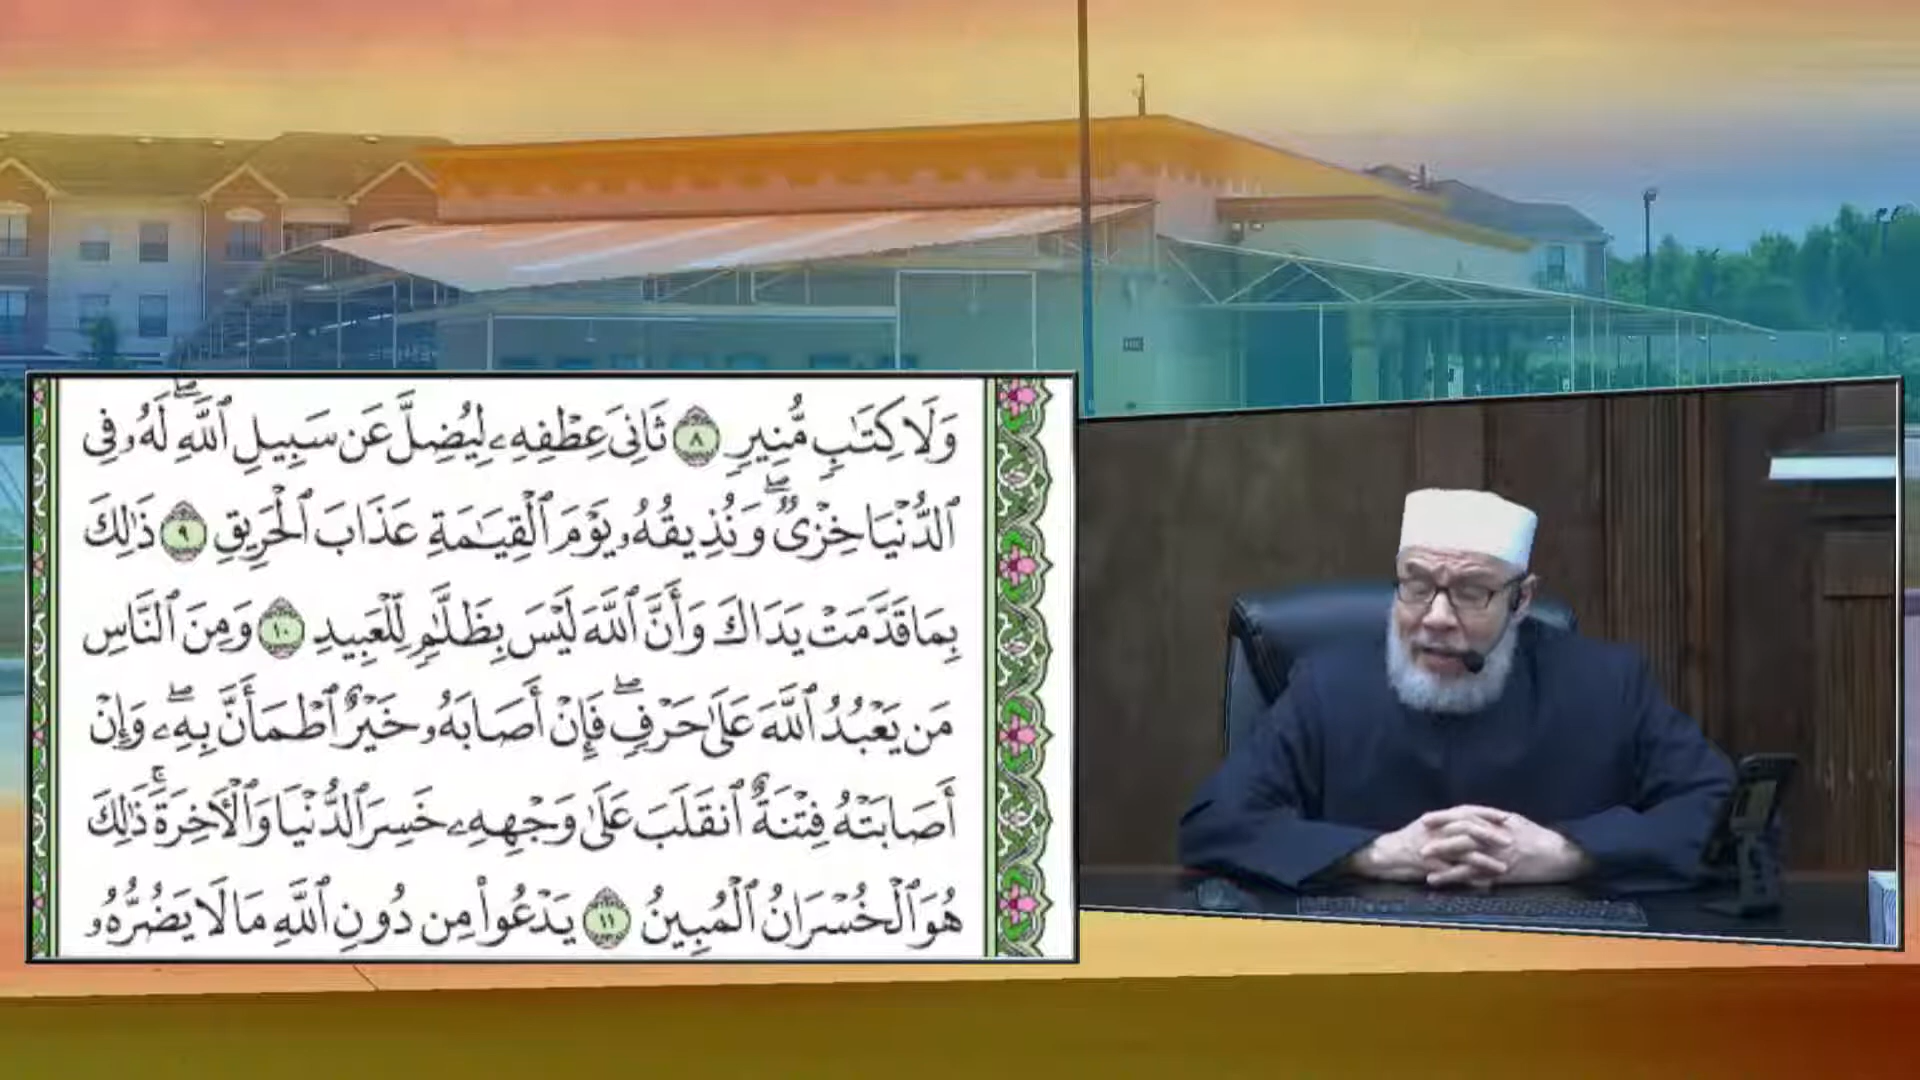 وَلَا كِتَٰبٍ مُّنِيرٍ ٨ ثَانِىَ عِطْفِهِۦ لِيُضِلَّ عَن سَبِيلِ ٱللَّهِۖ لَهُۥ فِى
ٱلدُّنْيَا خِزْىٌۖ وَنُذِيقُهُۥ يَوْمَ ٱلْقِيَٰمَةِ عَذَابَ ٱلْحَرِيقِ ٩ ذَٰلِكَ
بِمَا قَدَّمَتْ يَدَاكَ وَأَنَّ ٱللَّهَ لَيْسَ بِظَلَّٰمٍ لِّلْعَبِيدِ ١٠ وَمِنَ ٱلنَّاسِ
مَن يَعْبُدُ ٱللَّهَ عَلَىٰ حَرْفٍۖ فَإِنْ أَصَابَهُۥ خَيْرٌ ٱطْمَأَنَّ بِهِۦۖ وَإِنْ
أَصَابَتْهُ فِتْنَةٌ ٱنقَلَبَ عَلَىٰ وَجْهِهِۦ خَسِرَ ٱلدُّنْيَا وَٱلْأَخِرَةَۚ ذَٰلِكَ
هُوَ ٱلْخُسْرَانُ ٱلْمُبِينُ ١١ يَدْعُوا۟ مِن دُونِ ٱللَّهِ مَا لَا يَضُرُّهُۥ